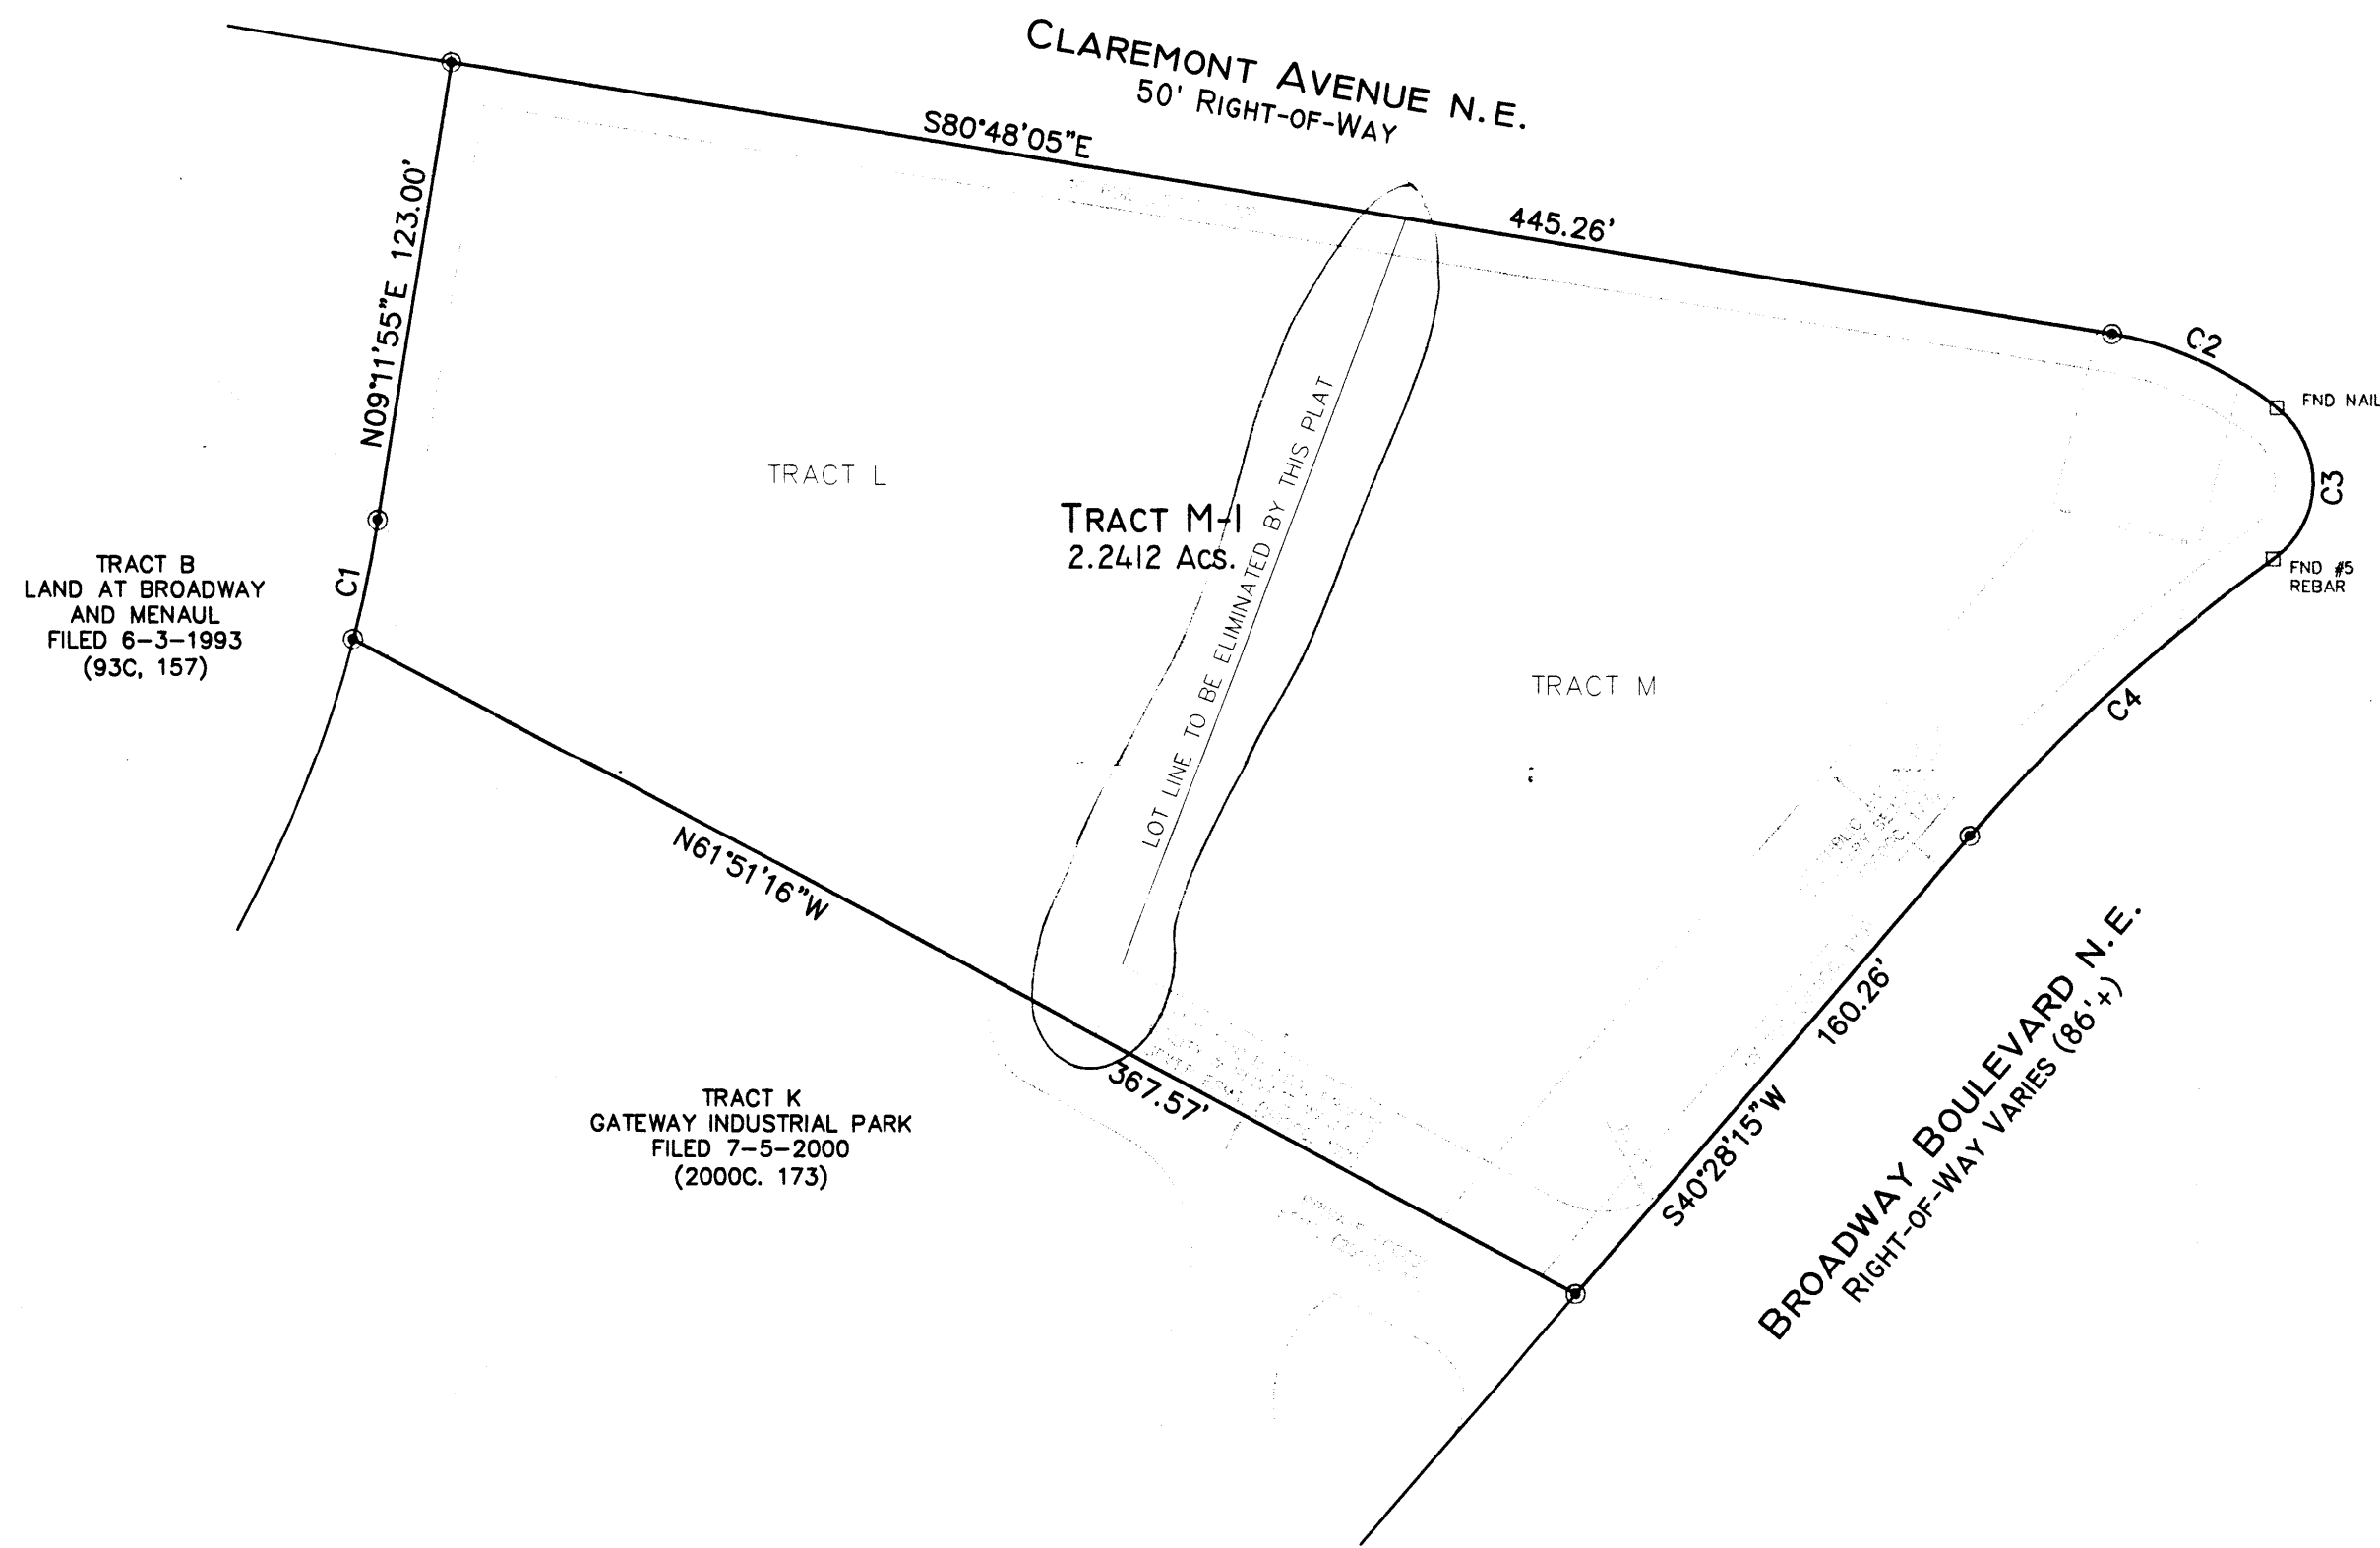 CLAREMONT AVENUE N.E.
50' RIGHT-OF-WAY
S80°48'05"E
445.26'
N09°11'55"E 123.00'
C2
FND NAIL
C3
FND #5
REBAR
TRACT L
TRACT M-1
2.2412 ACS.
LOT LINE TO BE ELIMINATED BY THIS PLAT
TRACT B
LAND AT BROADWAY
AND MENAUL
FILED 6-3-1993
(93C, 157)
C1
TRACT M
C4
N61°51'16"W
367.57'
160.26'
S40°28'15"W
BROADWAY BOULEVARD N.E.
RIGHT-OF-WAY VARIES (86'+)
TRACT K
GATEWAY INDUSTRIAL PARK
FILED 7-5-2000
(2000C. 173)